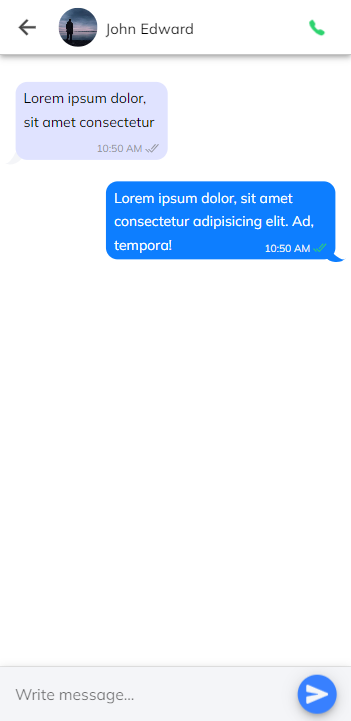 John Edward
Lorem ipsum dolor,
sit amet consectetur
10:50 AM
Lorem ipsum dolor, sit amet
consectetur adipisicing elit. Ad,
tempora!
10:50 AM
Write message...